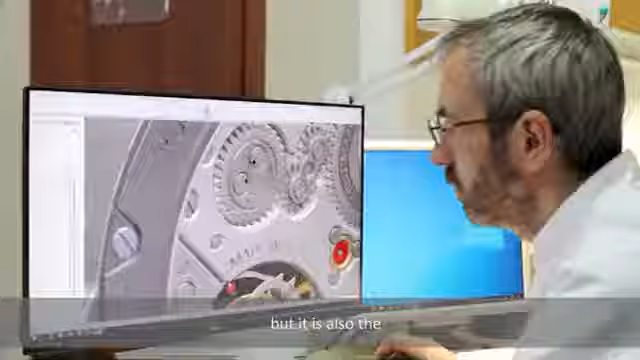 but it is also the